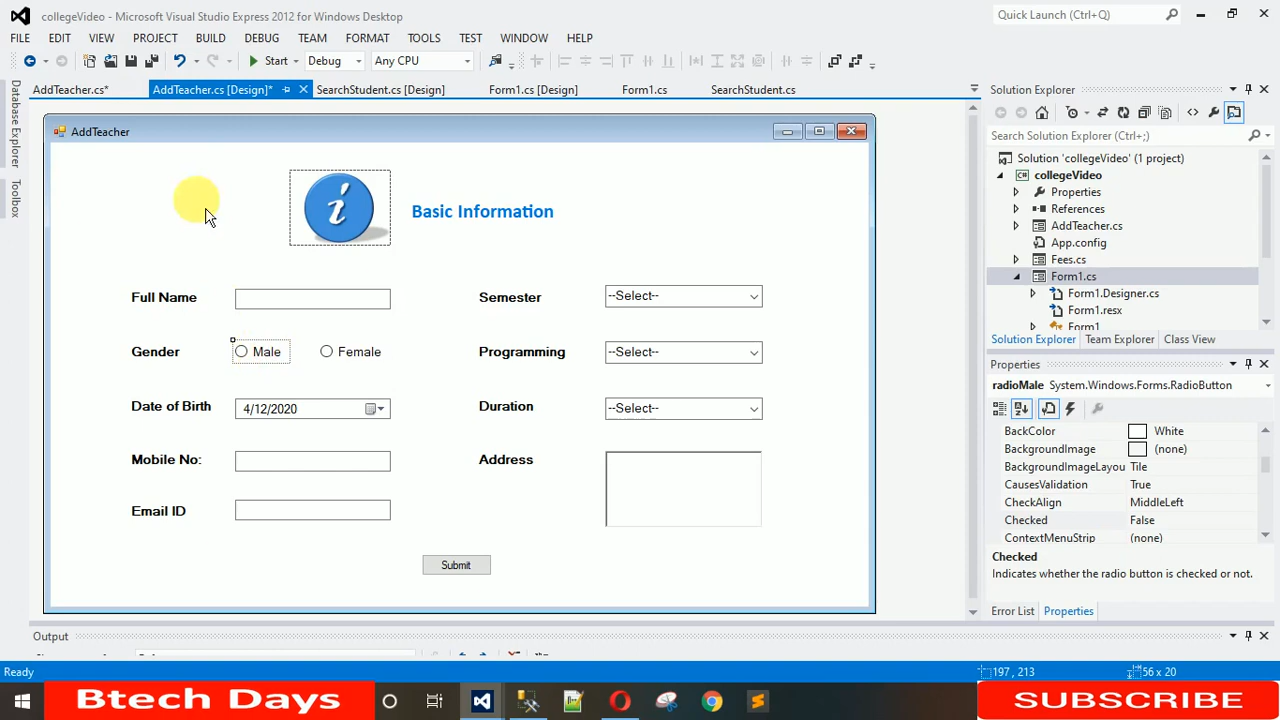 collegeVideo - Microsoft Visual Studio Express 2012 for Windows Desktop
Quick Launch (Ctrl+Q)
FILE EDIT VIEW PROJECT BUILD DEBUG TEAM FORMAT TOOLS TEST WINDOW HELP
Start Debug Any CPU
AddTeacher.cs* AddTeacher.cs [Design]* SearchStudent.cs [Design] Form1.cs [Design] Form1.cs SearchStudent.cs
Database Explorer
Toolbox
AddTeacher
i
Basic Information
Full Name
Semester --Select--
Gender Male Female
Programming --Select--
Date of Birth 4/12/2020
Duration --Select--
Mobile No:
Address
Email ID
Submit
Solution Explorer
Search Solution Explorer (Ctrl+;)
Solution 'collegeVideo' (1 project)
collegeVideo
Properties
References
AddTeacher.cs
App.config
Fees.cs
Form1.cs
Form1.Designer.cs
Form1.resx
Form1
Solution Explorer Team Explorer Class View
Properties
radioMale System.Windows.Forms.RadioButton
BackColor White
BackgroundImage (none)
BackgroundImageLayou Tile
CausesValidation True
CheckAlign MiddleLeft
Checked False
ContextMenuStrip (none)
Checked
Indicates whether the radio button is checked or not.
Error List Properties
Output
Ready 197 , 213 56 x 20
Btech Days
SUBSCRIBE